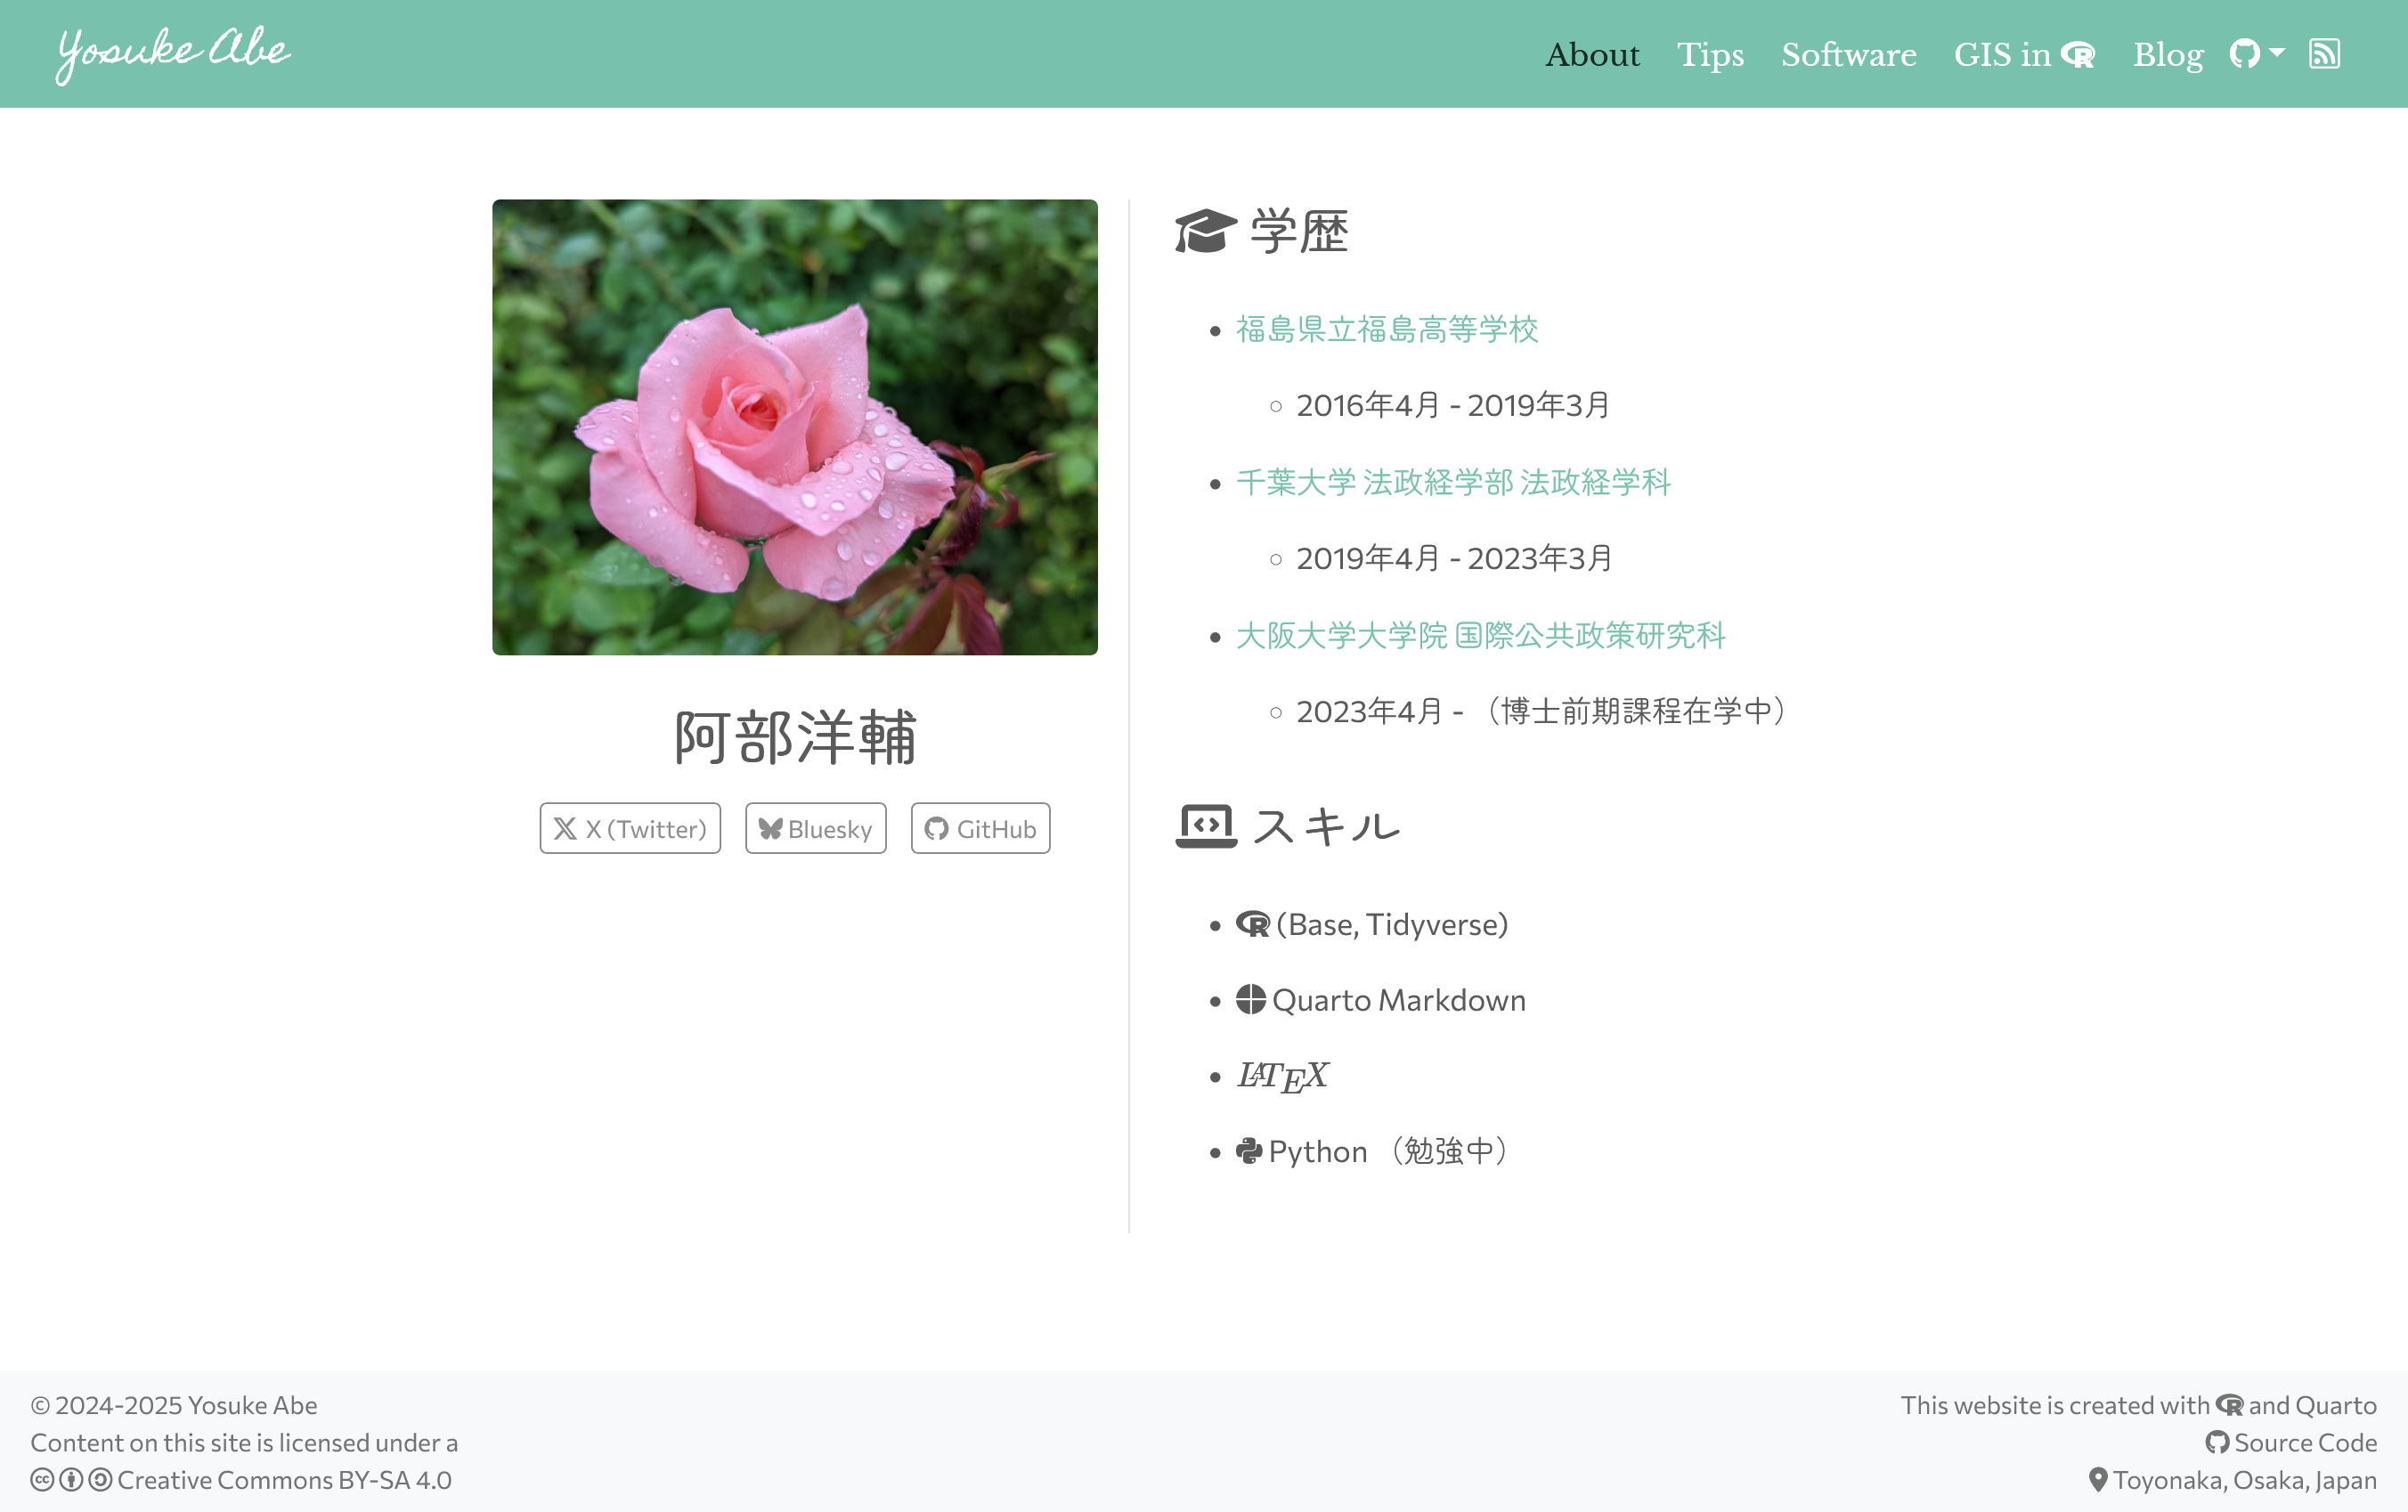 Yosuke Abe
About Tips Software GIS in R Blog
阿部洋輔
X (Twitter) Bluesky GitHub
学歴
福島県立福島高等学校
2016年4月 - 2019年3月
千葉大学 法政経学部 法政経学科
2019年4月 - 2023年3月
大阪大学大学院 国際公共政策研究科
2023年4月 - （博士前期課程在学中）
スキル
R (Base, Tidyverse)
Quarto Markdown
LATEX
Python （勉強中）
© 2024-2025 Yosuke Abe
Content on this site is licensed under a
Creative Commons BY-SA 4.0
This website is created with R and Quarto
Source Code
Toyonaka, Osaka, Japan